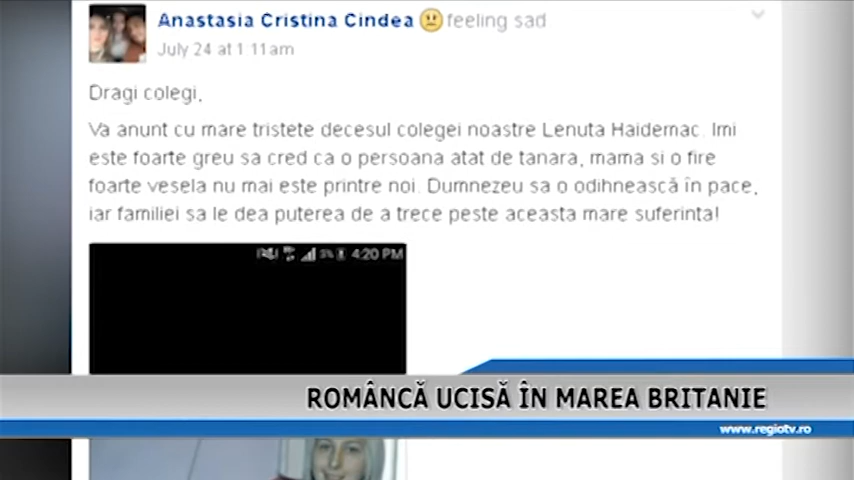 Anastasia Cristina Cindea feeling sad
July 24 at 1:11am
Dragi colegi,
Va anunt cu mare tristete decesul colegei noastre Lenuta Haidemac. Imi
este foarte greu sa cred ca o persoana atat de tanara, mama si o fire
foarte vesela nu mai este printre noi. Dumnezeu sa o odihnească în pace,
iar familiei sa le dea puterea de a trece peste aceasta mare suferinta!
3% 4:20 PM
ROMÂNCĂ UCISĂ ÎN MAREA BRITANIE
www.regiotv.ro